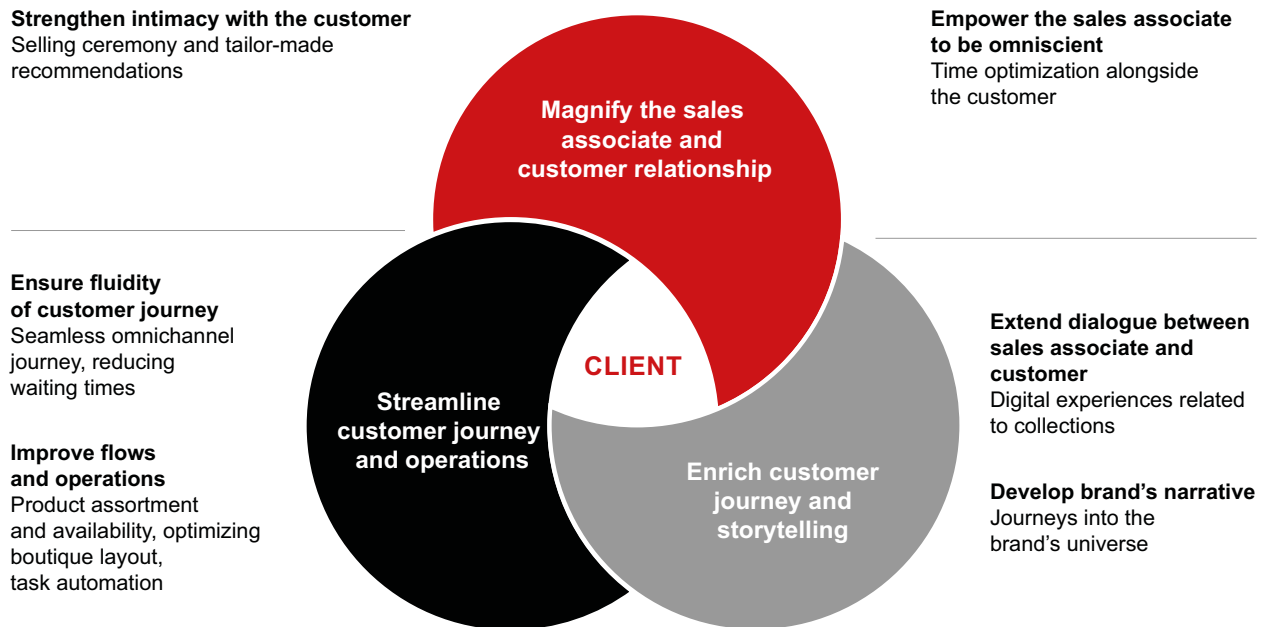 Strengthen intimacy with the customer
Selling ceremony and tailor-made
recommendations
Empower the sales associate
to be omniscient
Time optimization alongside
the customer
Magnify the sales
associate and
customer relationship
Ensure fluidity
of customer journey
Seamless omnichannel
journey, reducing
waiting times
Improve flows
and operations
Product assortment
and availability, optimizing
boutique layout,
task automation
Streamline
customer journey
and operations
CLIENT
Enrich customer
journey and
storytelling
Extend dialogue between
sales associate and
customer
Digital experiences related
to collections
Develop brand’s narrative
Journeys into the
brand’s universe